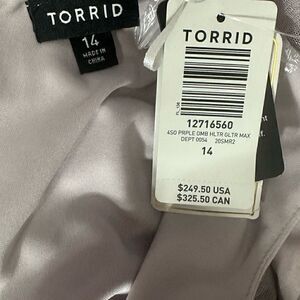 TORRID
14
MADE IN
CHINA
TORRID
12716560
4SO PRPLE OMB HLTR GLTR MAX
DEPT 0054 20SMR2
14
$249.50 USA
$325.50 CAN